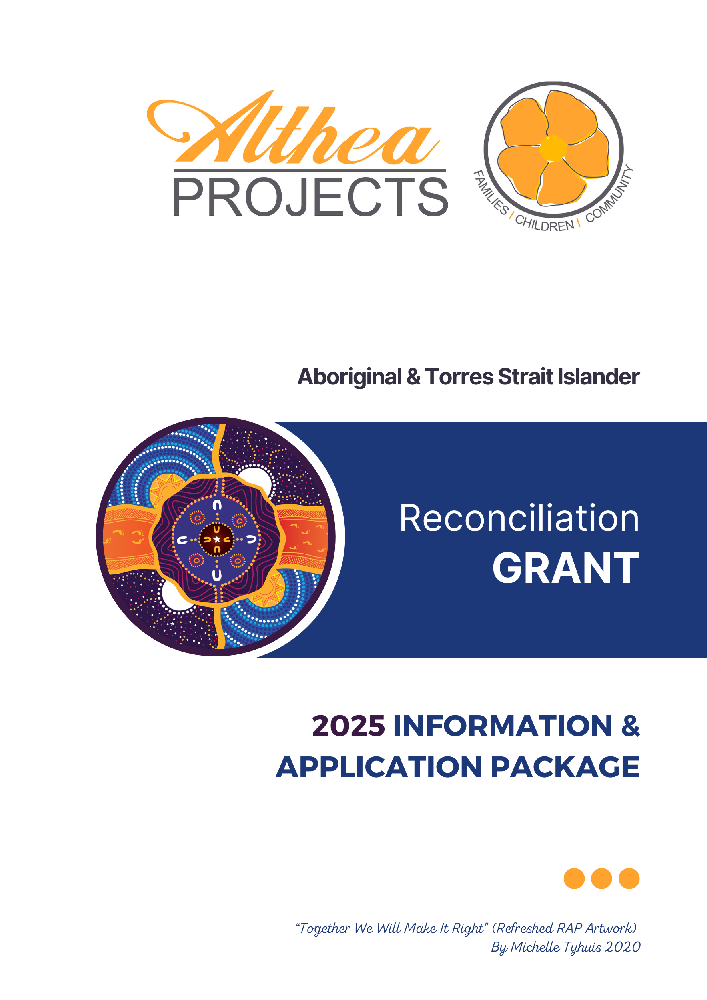 Althea
PROJECTS
FAMILIES | CHILDREN | COMMUNITY
Aboriginal & Torres Strait Islander
Reconciliation
GRANT
2025 INFORMATION &
APPLICATION PACKAGE
“Together We Will Make It Right" (Refreshed RAP Artwork)
By Michelle Tyhuis 2020